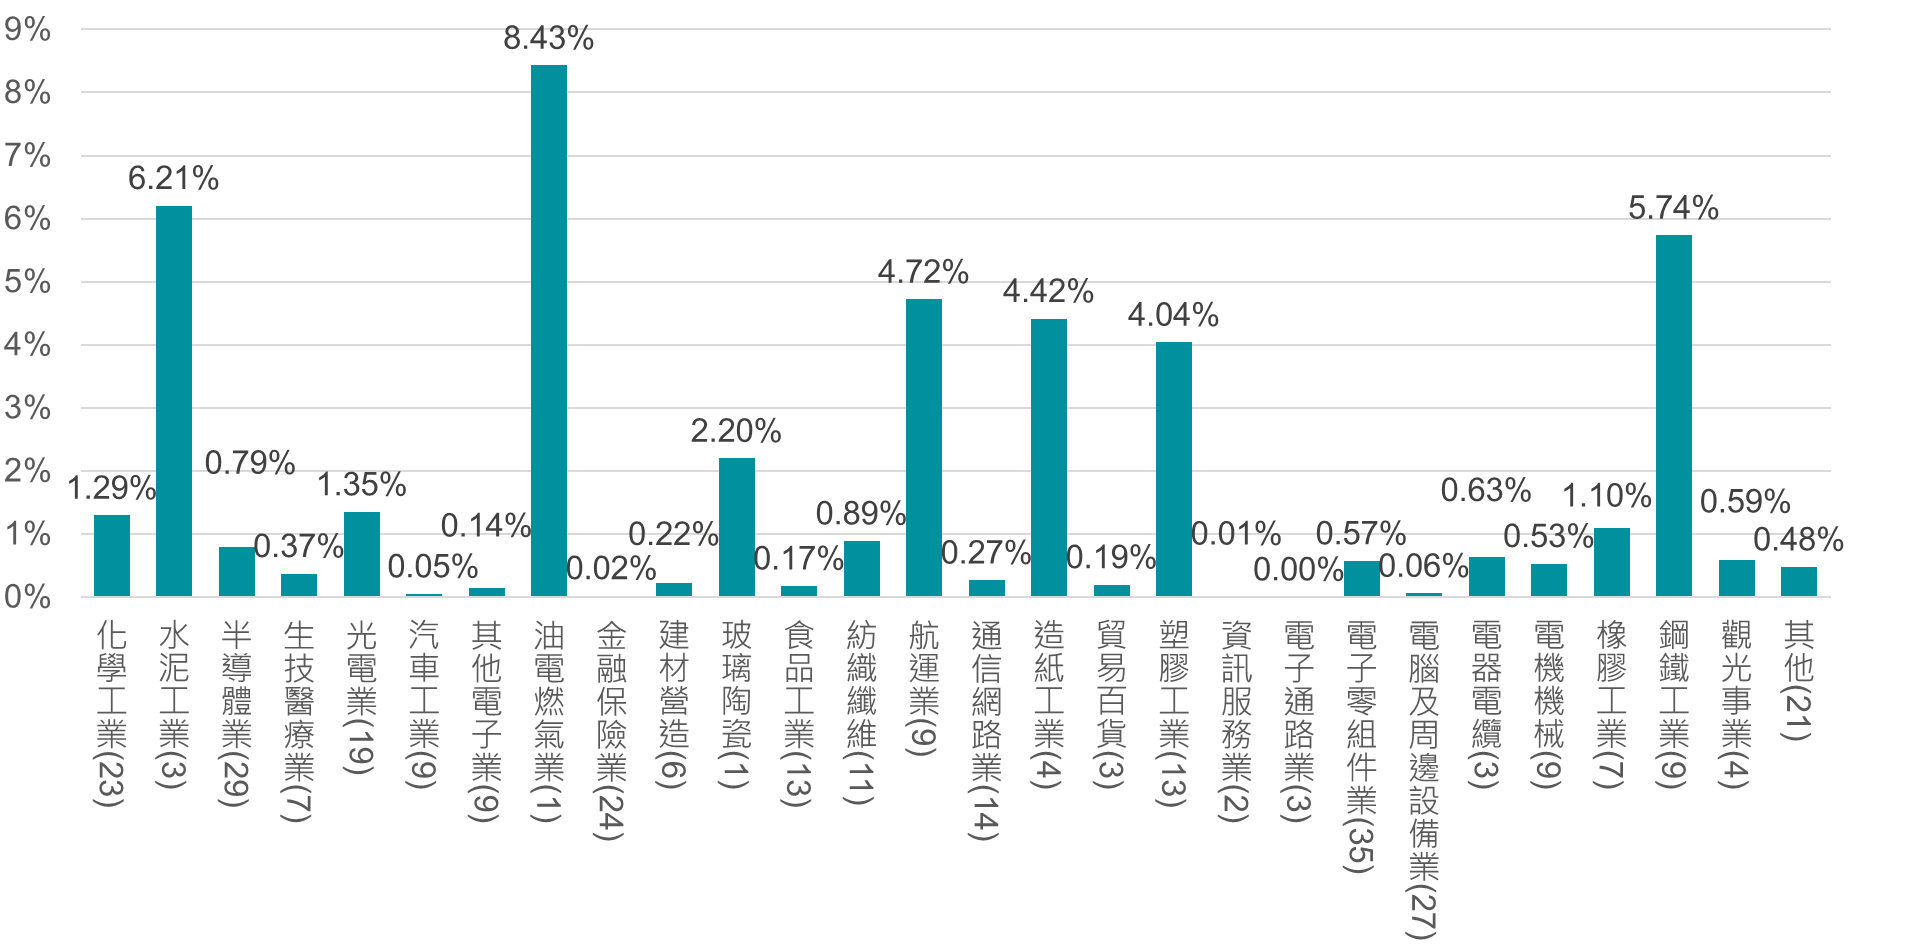 9%
8%
7%
6%
5%
4%
3%
2%
1%
0%
1.29%
6.21%
0.79%
0.37%
1.35%
0.05%
0.14%
8.43%
0.02%
0.22%
2.20%
0.17%
0.89%
4.72%
0.27%
4.42%
0.19%
4.04%
0.01%
0.00%
0.57%
0.06%
0.63%
0.53%
1.10%
5.74%
0.59%
0.48%
化學工業(23)
水泥工業(3)
半導體業(29)
生技醫療業(7)
光電業(19)
汽車工業(9)
其他電子業(9)
油電燃氣業(1)
金融保險業(24)
建材營造(6)
玻璃陶瓷(1)
食品工業(13)
紡織纖維(11)
航運業(9)
通信網路業(14)
造紙工業(4)
貿易百貨(3)
塑膠工業(13)
資訊服務業(2)
電子通路業(3)
電子零組件業(35)
電腦及周邊設備業(27)
電器電纜(3)
電機機械(9)
橡膠工業(7)
鋼鐵工業(9)
觀光事業(4)
其他(21)